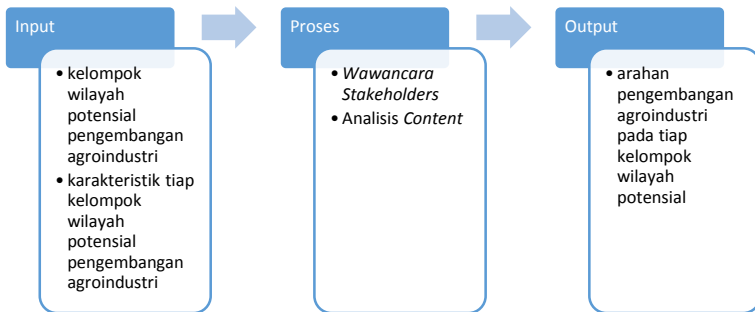 Input
• kelompok
wilayah
potensial
pengembangan
agroindustri
• karakteristik tiap
kelompok
wilayah
potensial
pengembangan
agroindustri
Proses
• Wawancara
Stakeholders
• Analisis Content
Output
• arahan
pengembangan
agroindustri
pada tiap
kelompok
wilayah
potensial